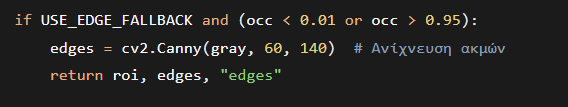 if USE_EDGE_FALLBACK and (occ < 0.01 or occ > 0.95):
    edges = cv2.Canny(gray, 60, 140)  # Ανίχνευση ακμών
    return roi, edges, "edges"